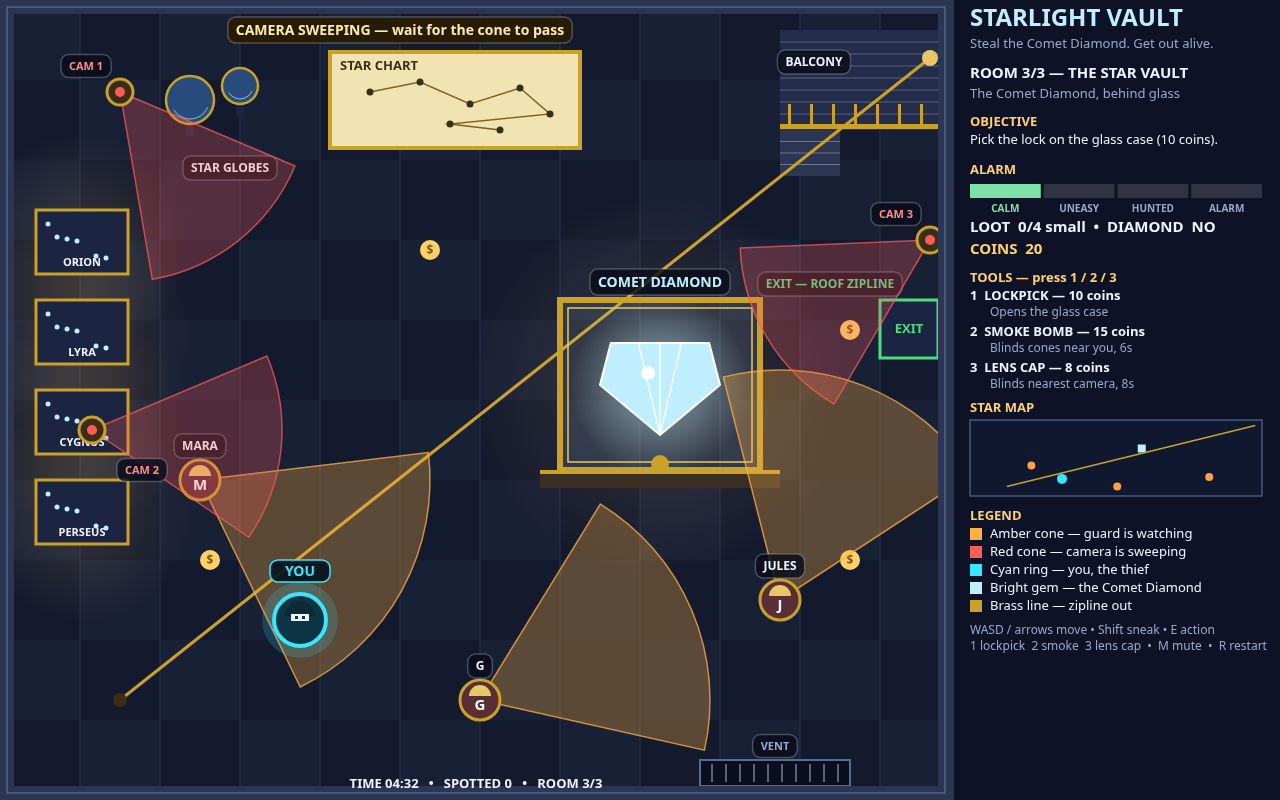 CAMERA SWEEPING — wait for the cone to pass
STAR CHART
CAM 1
BALCONY
STAR GLOBES
CAM 3
ORION
COMET DIAMOND
EXIT — ROOF ZIPLINE
$
$
EXIT
LYRA
CYGNUS
MARA
CAM 2
M
PERSEUS
$
$
YOU
JULES
J
G
G
VENT
TIME 04:32 • SPOTTED 0 • ROOM 3/3
STARLIGHT VAULT
Steal the Comet Diamond. Get out alive.
ROOM 3/3 — THE STAR VAULT
The Comet Diamond, behind glass
OBJECTIVE
Pick the lock on the glass case (10 coins).
ALARM
CALM UNEASY HUNTED ALARM
LOOT 0/4 small • DIAMOND NO
COINS 20
TOOLS — press 1 / 2 / 3
1 LOCKPICK — 10 coins
Opens the glass case
2 SMOKE BOMB — 15 coins
Blinds cones near you, 6s
3 LENS CAP — 8 coins
Blinds nearest camera, 8s
STAR MAP
LEGEND
Amber cone — guard is watching
Red cone — camera is sweeping
Cyan ring — you, the thief
Bright gem — the Comet Diamond
Brass line — zipline out
WASD / arrows move • Shift sneak • E action
1 lockpick 2 smoke 3 lens cap • M mute • R restart